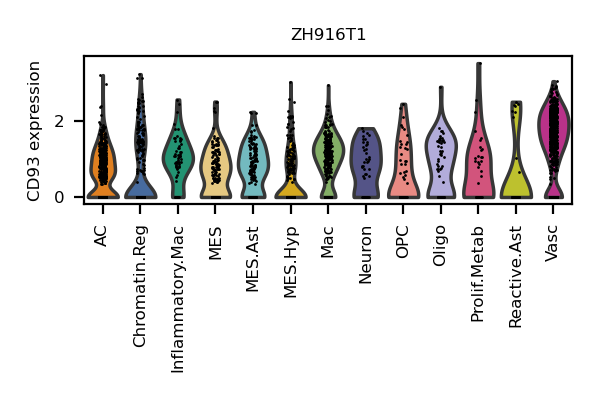 ZH916T1
CD93 expression
2
0
AC
Chromatin.Reg
Inflammatory.Mac
MES
MES.Ast
MES.Hyp
Mac
Neuron
OPC
Oligo
Prolif.Metab
Reactive.Ast
Vasc